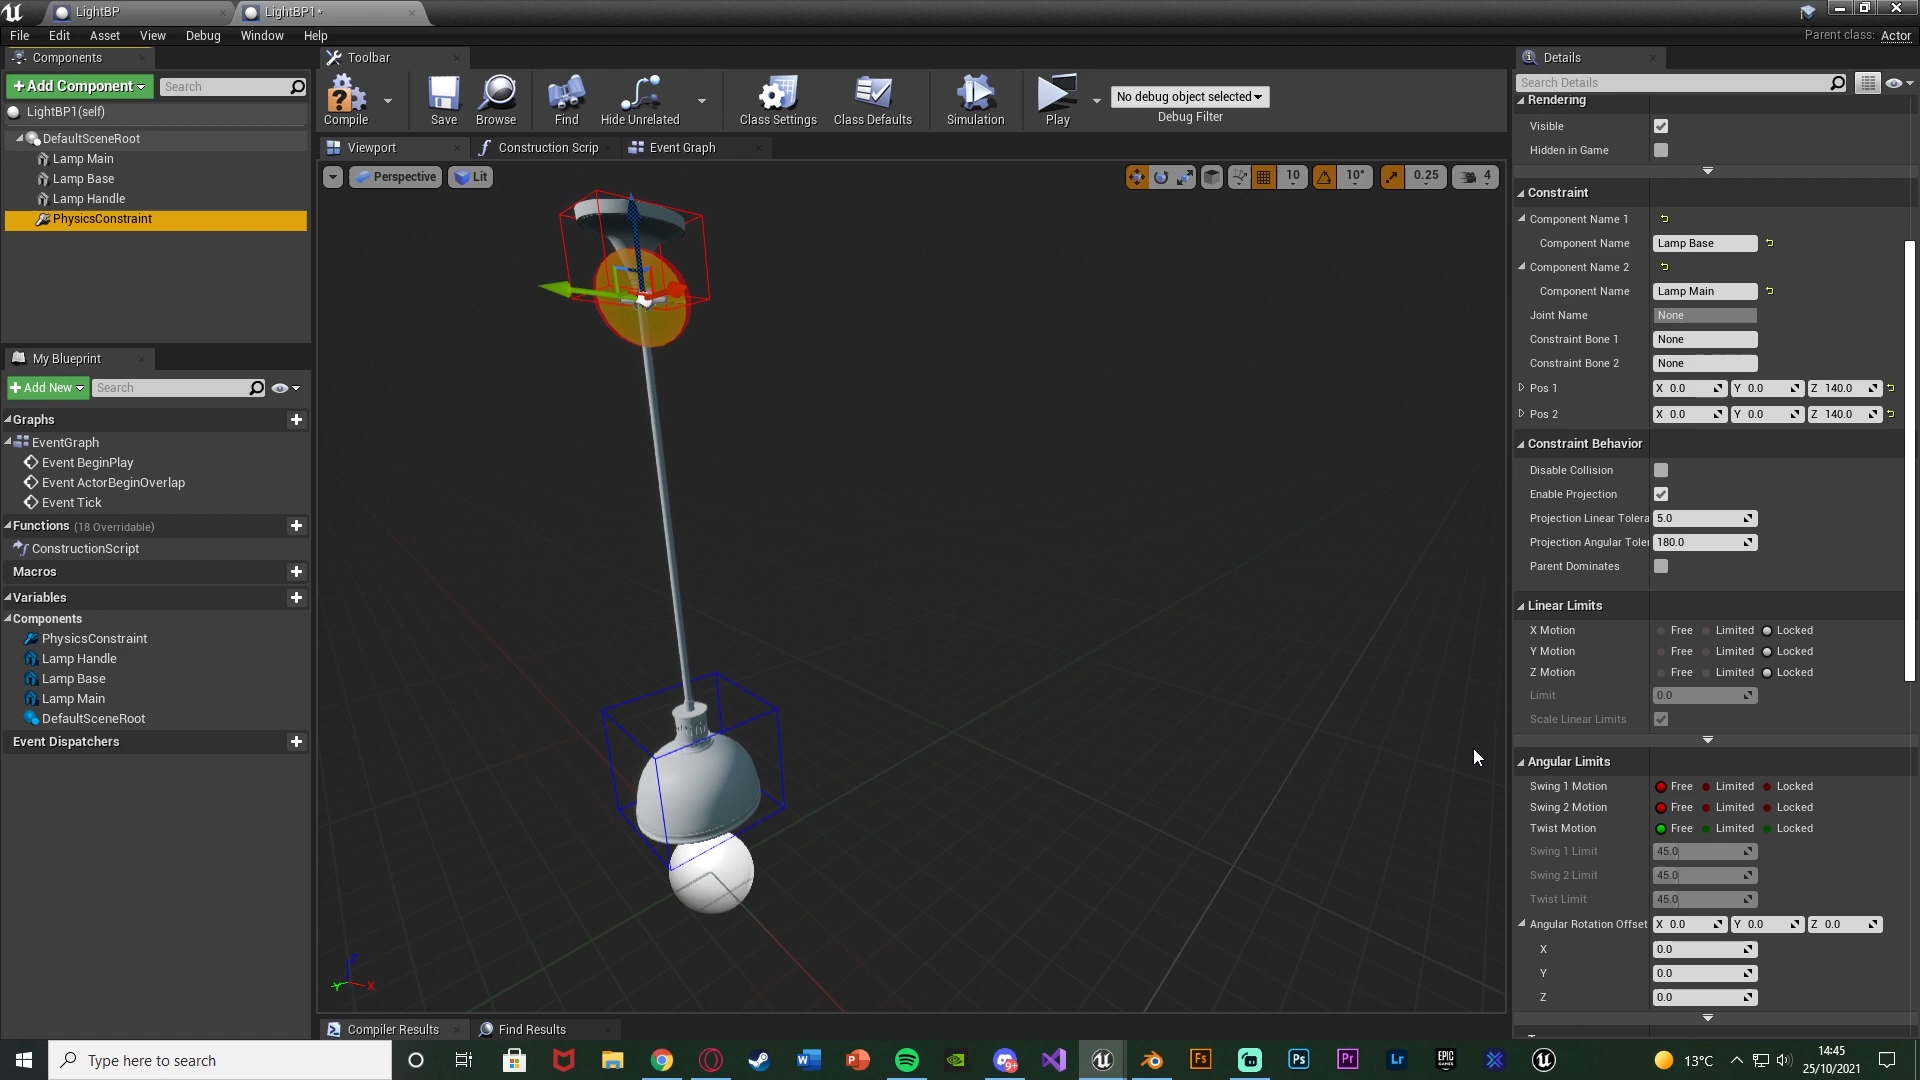 LightBP
LightBP1*
File Edit Asset View Debug Window Help
Parent class: Actor
Components
+Add Component
Search
LightBP1(self)
DefaultSceneRoot
Lamp Main
Lamp Base
Lamp Handle
PhysicsConstraint
My Blueprint
+Add New
Search
Graphs
EventGraph
Event BeginPlay
Event ActorBeginOverlap
Event Tick
Functions (18 Overridable)
ConstructionScript
Macros
Variables
Components
PhysicsConstraint
Lamp Handle
Lamp Base
Lamp Main
DefaultSceneRoot
Event Dispatchers
Toolbar
Compile
Save
Browse
Find
Hide Unrelated
Class Settings
Class Defaults
Simulation
Play
No debug object selected
Debug Filter
Viewport
Construction Scrip
Event Graph
Perspective
Lit
10
10°
0.25
4
Z
Y
X
Compiler Results
Find Results
Details
Search Details
Rendering
Visible
Hidden in Game
Constraint
Component Name 1
Component Name Lamp Base
Component Name 2
Component Name Lamp Main
Joint Name None
Constraint Bone 1 None
Constraint Bone 2 None
Pos 1 X 0.0 Y 0.0 Z 140.0
Pos 2 X 0.0 Y 0.0 Z 140.0
Constraint Behavior
Disable Collision
Enable Projection
Projection Linear Tolera 5.0
Projection Angular Toler 180.0
Parent Dominates
Linear Limits
X Motion Free Limited Locked
Y Motion Free Limited Locked
Z Motion Free Limited Locked
Limit 0.0
Scale Linear Limits
Angular Limits
Swing 1 Motion Free Limited Locked
Swing 2 Motion Free Limited Locked
Twist Motion Free Limited Locked
Swing 1 Limit 45.0
Swing 2 Limit 45.0
Twist Limit 45.0
Angular Rotation Offset X 0.0 Y 0.0 Z 0.0
X 0.0
Y 0.0
Z 0.0
Type here to search
9+
Fs
Ps
Pr
Lr
EPIC GAMES
13°C
14:45
25/10/2021